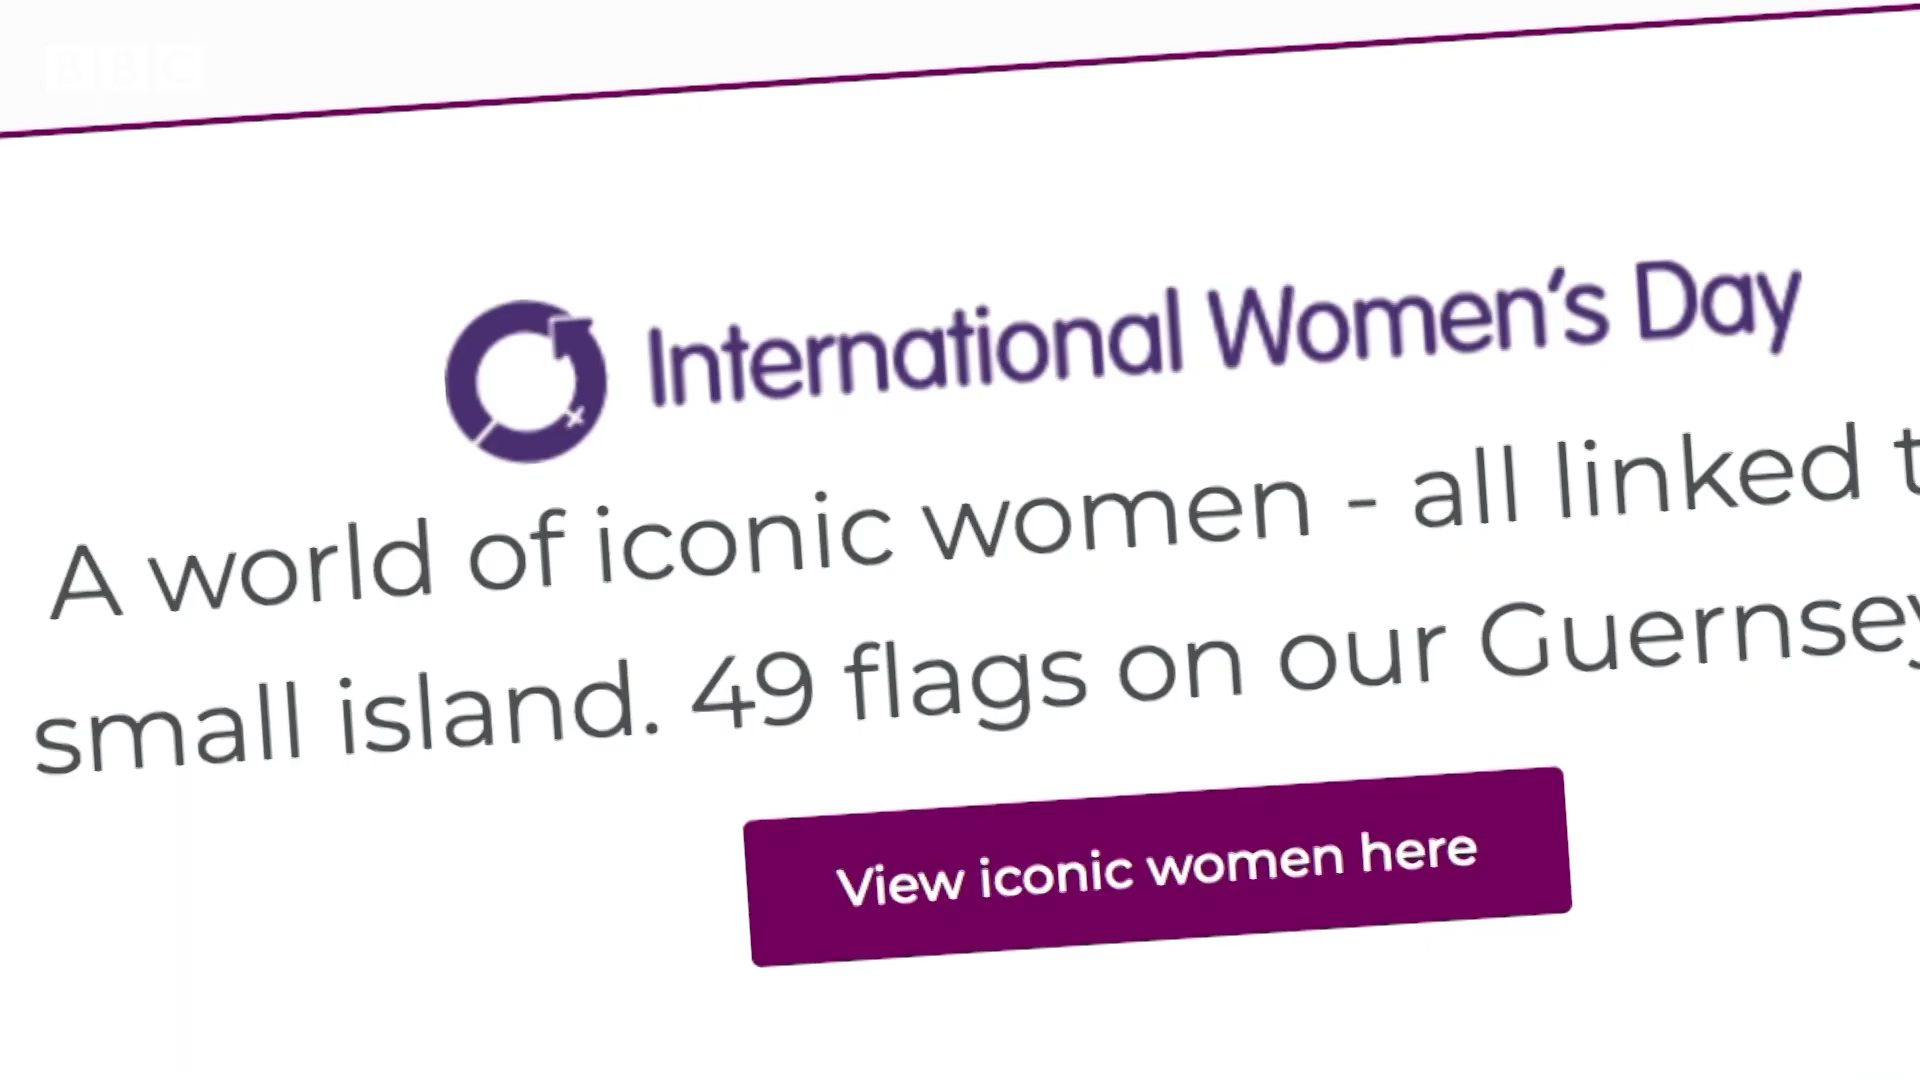 BBC
International Women's Day
A world of iconic women - all linked t
small island. 49 flags on our Guernsey
View iconic women here